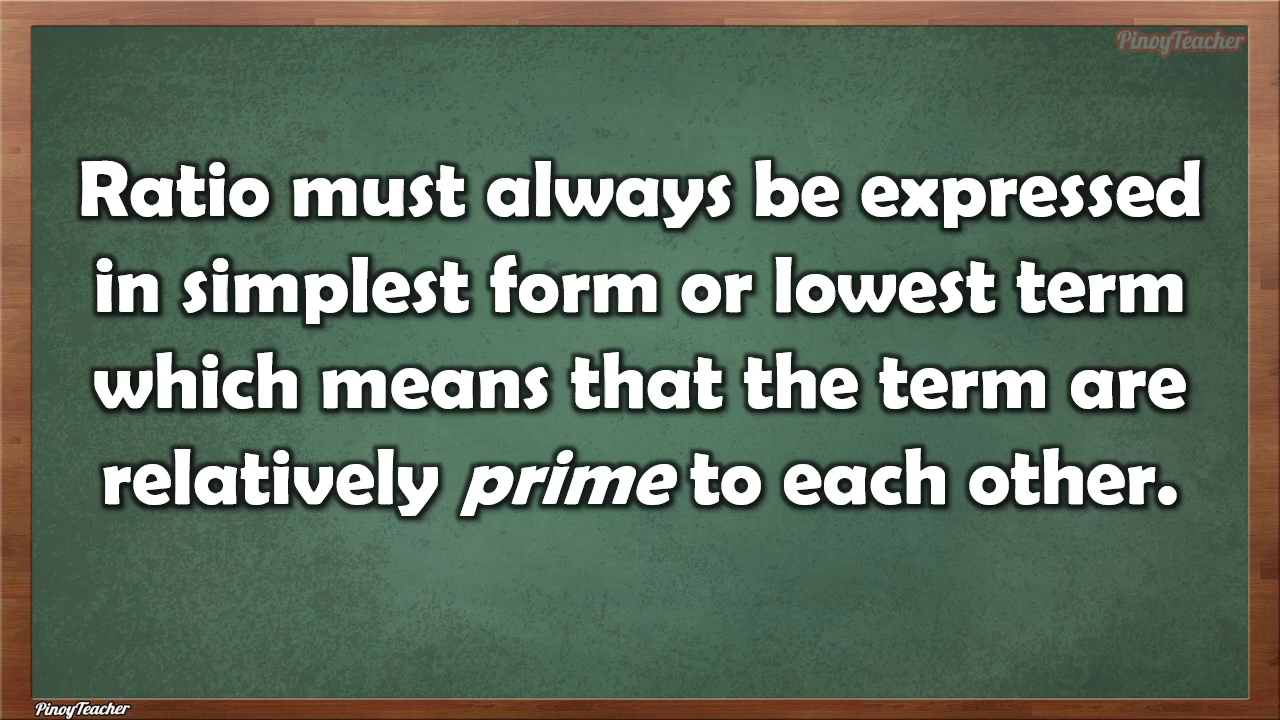 PinoyTeacher
Ratio must always be expressed
in simplest form or lowest term
which means that the term are
relatively prime to each other.
PinoyTeacher